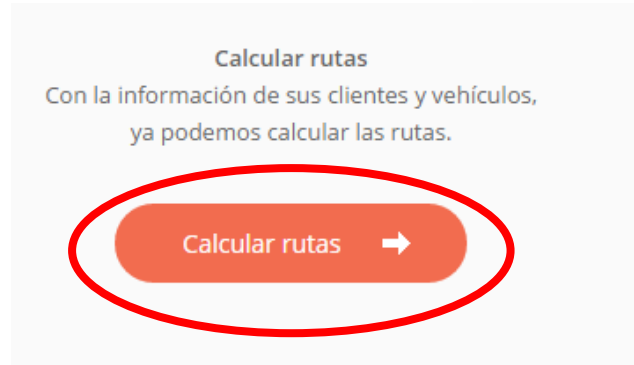 Calcular rutas
Con la información de sus clientes y vehículos,
ya podemos calcular las rutas.
Calcular rutas